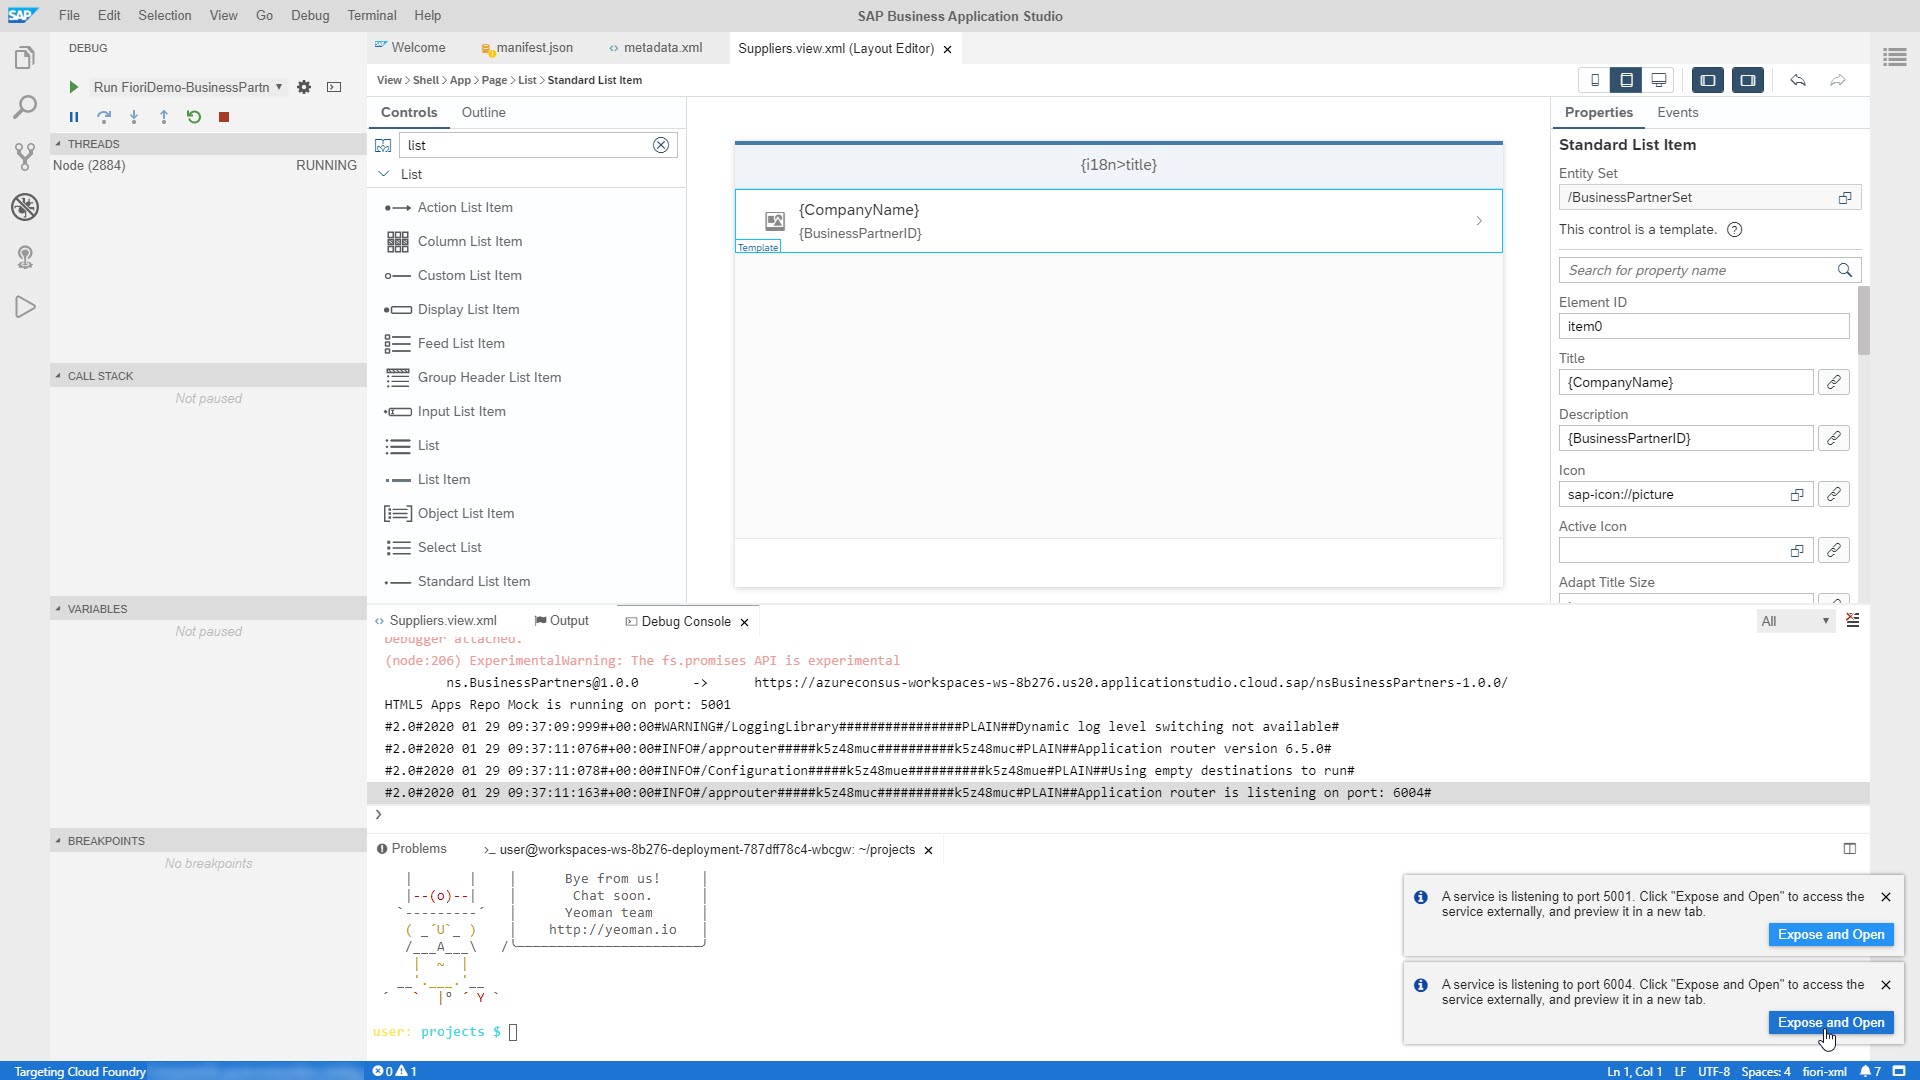 SAP File Edit Selection View Go Debug Terminal Help
SAP Business Application Studio
DEBUG
Run FioriDemo-BusinessPartn
THREADS
Node (2884) RUNNING
CALL STACK
Not paused
VARIABLES
Not paused
BREAKPOINTS
No breakpoints
Welcome manifest.json metadata.xml Suppliers.view.xml (Layout Editor)
View > Shell > App > Page > List > Standard List Item
Controls Outline
list
List
Action List Item
Column List Item
Custom List Item
Display List Item
Feed List Item
Group Header List Item
Input List Item
List
List Item
Object List Item
Select List
Standard List Item
{i18n>title}
{CompanyName}
{BusinessPartnerID}
Template
Properties Events
Standard List Item
Entity Set
/BusinessPartnerSet
This control is a template.
Search for property name
Element ID
item0
Title
{CompanyName}
Description
{BusinessPartnerID}
Icon
sap-icon://picture
Active Icon
Adapt Title Size
Suppliers.view.xml Output Debug Console
All
Debugger attached.
(node:206) ExperimentalWarning: The fs.promises API is experimental
ns.BusinessPartners@1.0.0 -> https://azureconsus-workspaces-ws-8b276.us20.applicationstudio.cloud.sap/nsBusinessPartners-1.0.0/
HTML5 Apps Repo Mock is running on port: 5001
#2.0#2020 01 29 09:37:09:999#+00:00#WARNING#/LoggingLibrary################PLAIN##Dynamic log level switching not available#
#2.0#2020 01 29 09:37:11:076#+00:00#INFO#/approuter#####k5z48muc##########k5z48muc#PLAIN##Application router version 6.5.0#
#2.0#2020 01 29 09:37:11:078#+00:00#INFO#/Configuration#####k5z48mue##########k5z48mue#PLAIN##Using empty destinations to run#
#2.0#2020 01 29 09:37:11:163#+00:00#INFO#/approuter#####k5z48muc##########k5z48muc#PLAIN##Application router is listening on port: 6004#
Problems user@workspaces-ws-8b276-deployment-787dff78c4-wbcgw: ~/projects
Bye from us!
Chat soon.
Yeoman team
http://yeoman.io
user: projects $
A service is listening to port 5001. Click "Expose and Open" to access the
service externally, and preview it in a new tab.
Expose and Open
A service is listening to port 6004. Click "Expose and Open" to access the
service externally, and preview it in a new tab.
Expose and Open
Targeting Cloud Foundry
0 1
Ln 1, Col 1 LF UTF-8 Spaces: 4 fiori-xml 7